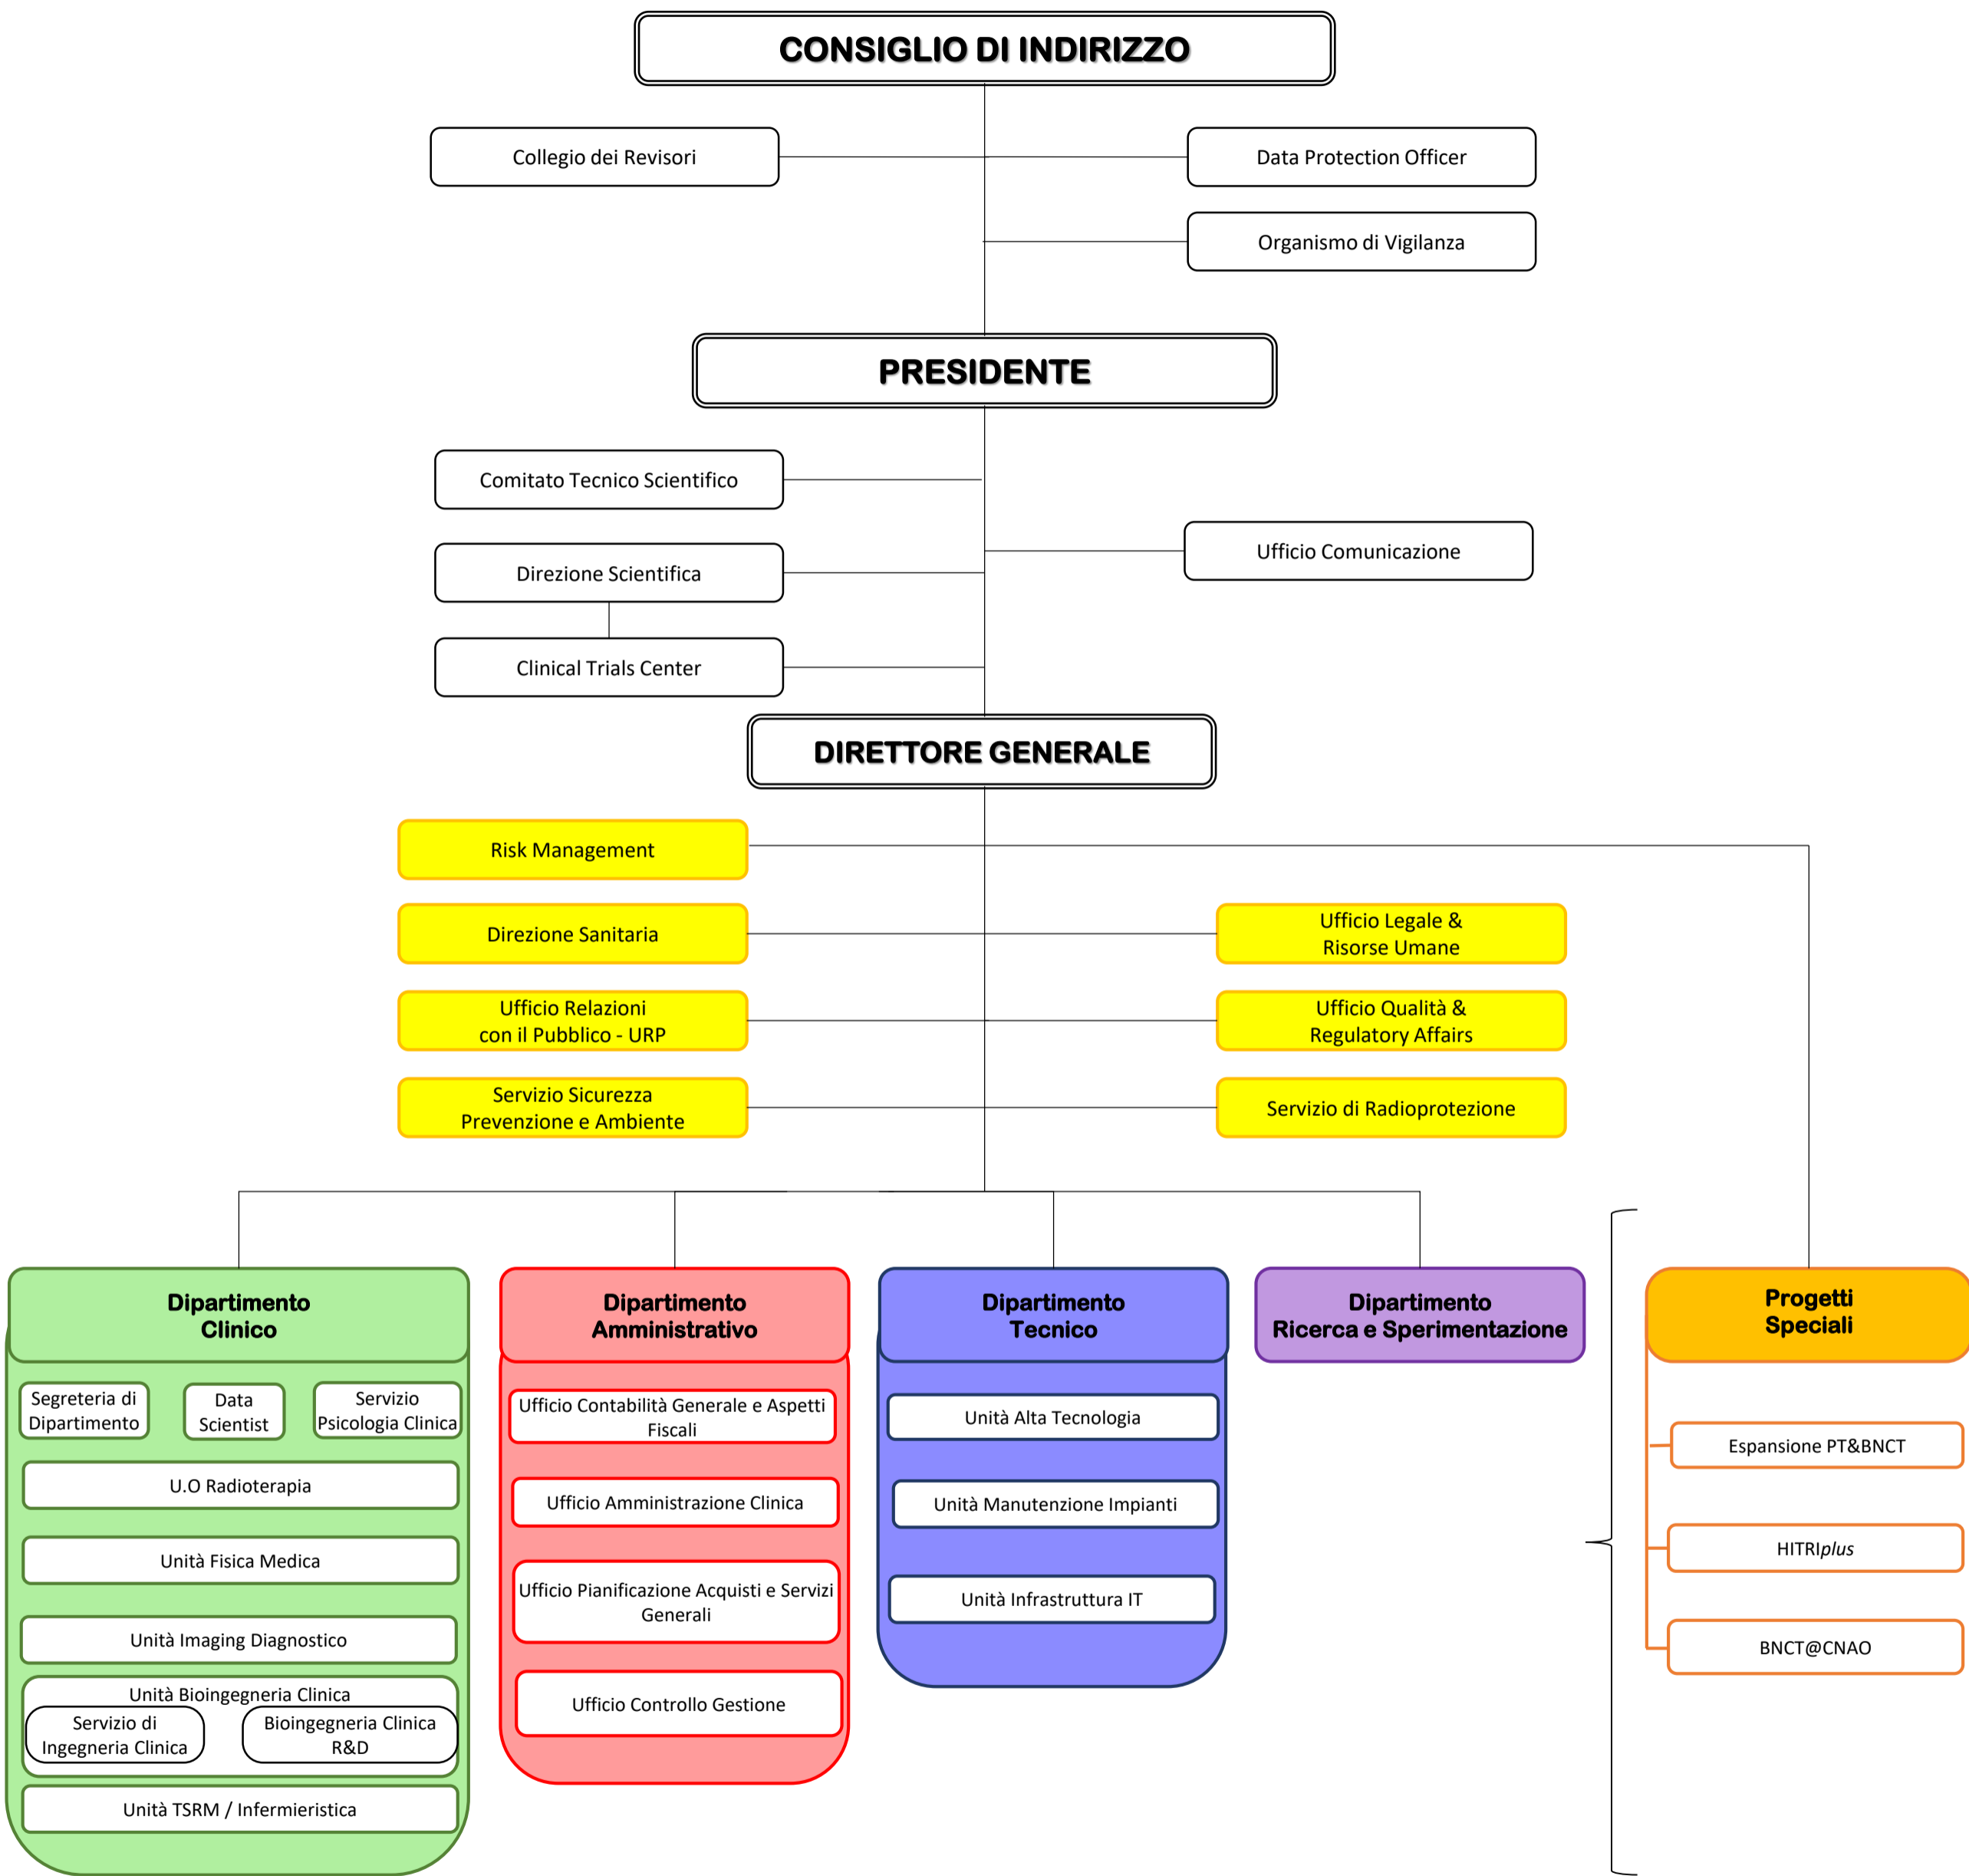 CONSIGLIO DI INDIRIZZO
Collegio dei Revisori
Data Protection Officer
Organismo di Vigilanza
PRESIDENTE
Comitato Tecnico Scientifico
Ufficio Comunicazione
Direzione Scientifica
Clinical Trials Center
DIRETTORE GENERALE
Risk Management
Direzione Sanitaria
Ufficio Legale &
Risorse Umane
Ufficio Relazioni
con il Pubblico - URP
Ufficio Qualità &
Regulatory Affairs
Servizio Sicurezza
Prevenzione e Ambiente
Servizio di Radioprotezione
Dipartimento
Clinico
Segreteria di
Dipartimento
Data
Scientist
Servizio
Psicologia Clinica
U.O Radioterapia
Unità Fisica Medica
Unità Imaging Diagnostico
Unità Bioingegneria Clinica
Servizio di
Ingegneria Clinica
Bioingegneria Clinica
R&D
Unità TSRM / Infermieristica
Dipartimento
Amministrativo
Ufficio Contabilità Generale e Aspetti
Fiscali
Ufficio Amministrazione Clinica
Ufficio Pianificazione Acquisti e Servizi
Generali
Ufficio Controllo Gestione
Dipartimento
Tecnico
Unità Alta Tecnologia
Unità Manutenzione Impianti
Unità Infrastruttura IT
Dipartimento
Ricerca e Sperimentazione
Progetti
Speciali
Espansione PT&BNCT
HITRIplus
BNCT@CNAO